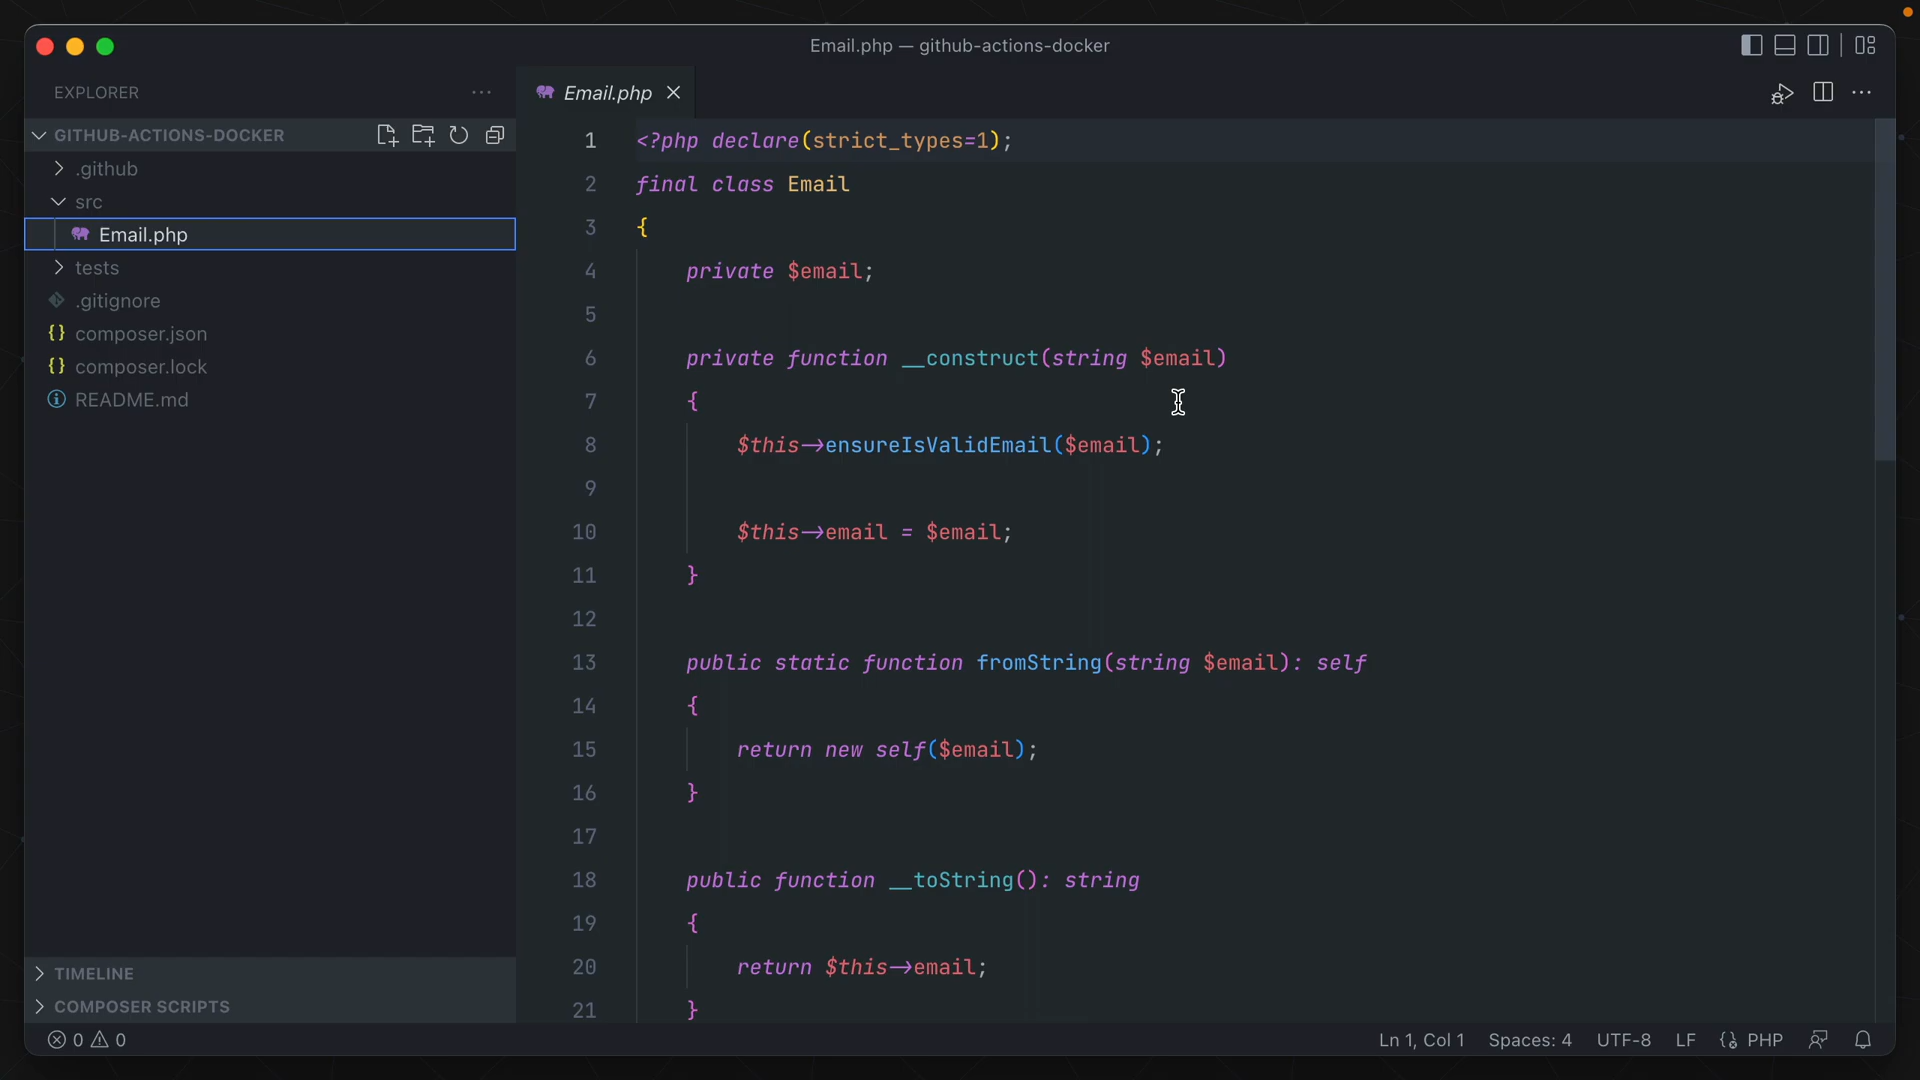 Email.php — github-actions-docker
EXPLORER
GITHUB-ACTIONS-DOCKER
.github
src
Email.php
tests
.gitignore
composer.json
composer.lock
README.md
TIMELINE
COMPOSER SCRIPTS
Email.php
1 <?php declare(strict_types=1);
2 final class Email
3 {
4 private $email;
5
6 private function __construct(string $email)
7 {
8 $this->ensureIsValidEmail($email);
9
10 $this->email = $email;
11 }
12
13 public static function fromString(string $email): self
14 {
15 return new self($email);
16 }
17
18 public function __toString(): string
19 {
20 return $this->email;
21 }
0 0
Ln 1, Col 1 Spaces: 4 UTF-8 LF PHP